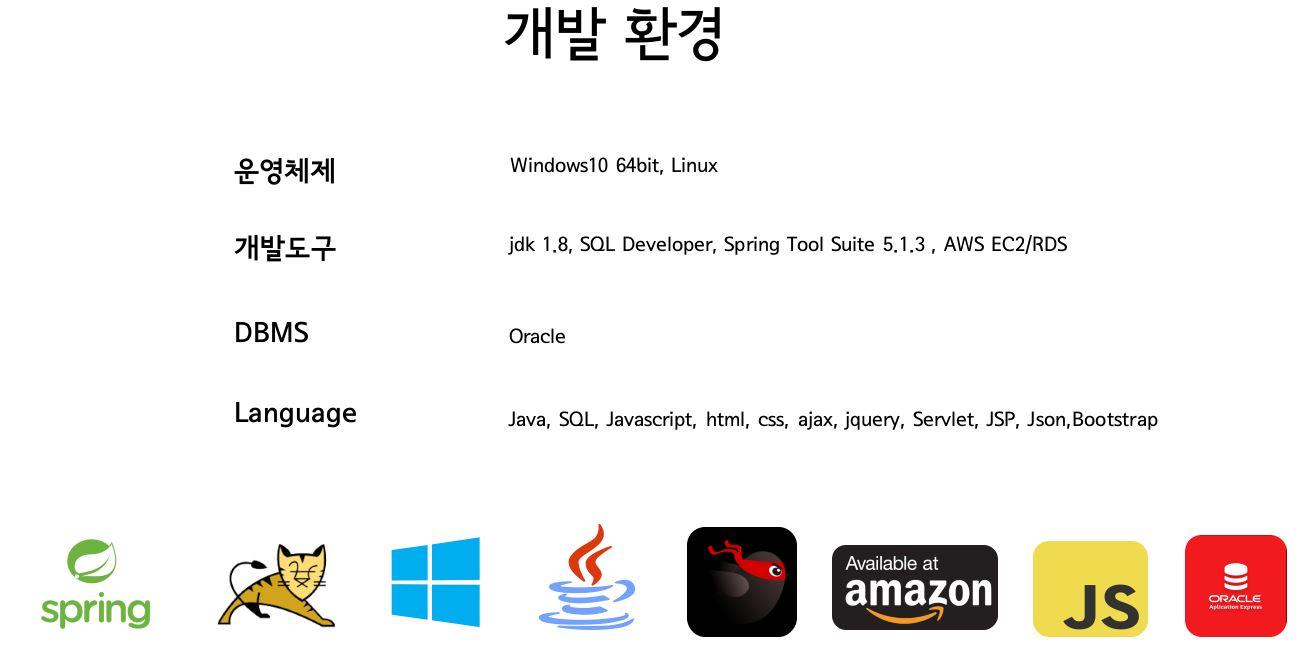 개발 환경
운영체제
Windows10 64bit, Linux
개발도구
jdk 1.8, SQL Developer, Spring Tool Suite 5.1.3 , AWS EC2/RDS
DBMS
Oracle
Language
Java, SQL, Javascript, html, css, ajax, jquery, Servlet, JSP, Json,Bootstrap
spring
Available at
amazon
JS
ORACLE
Aplication Express